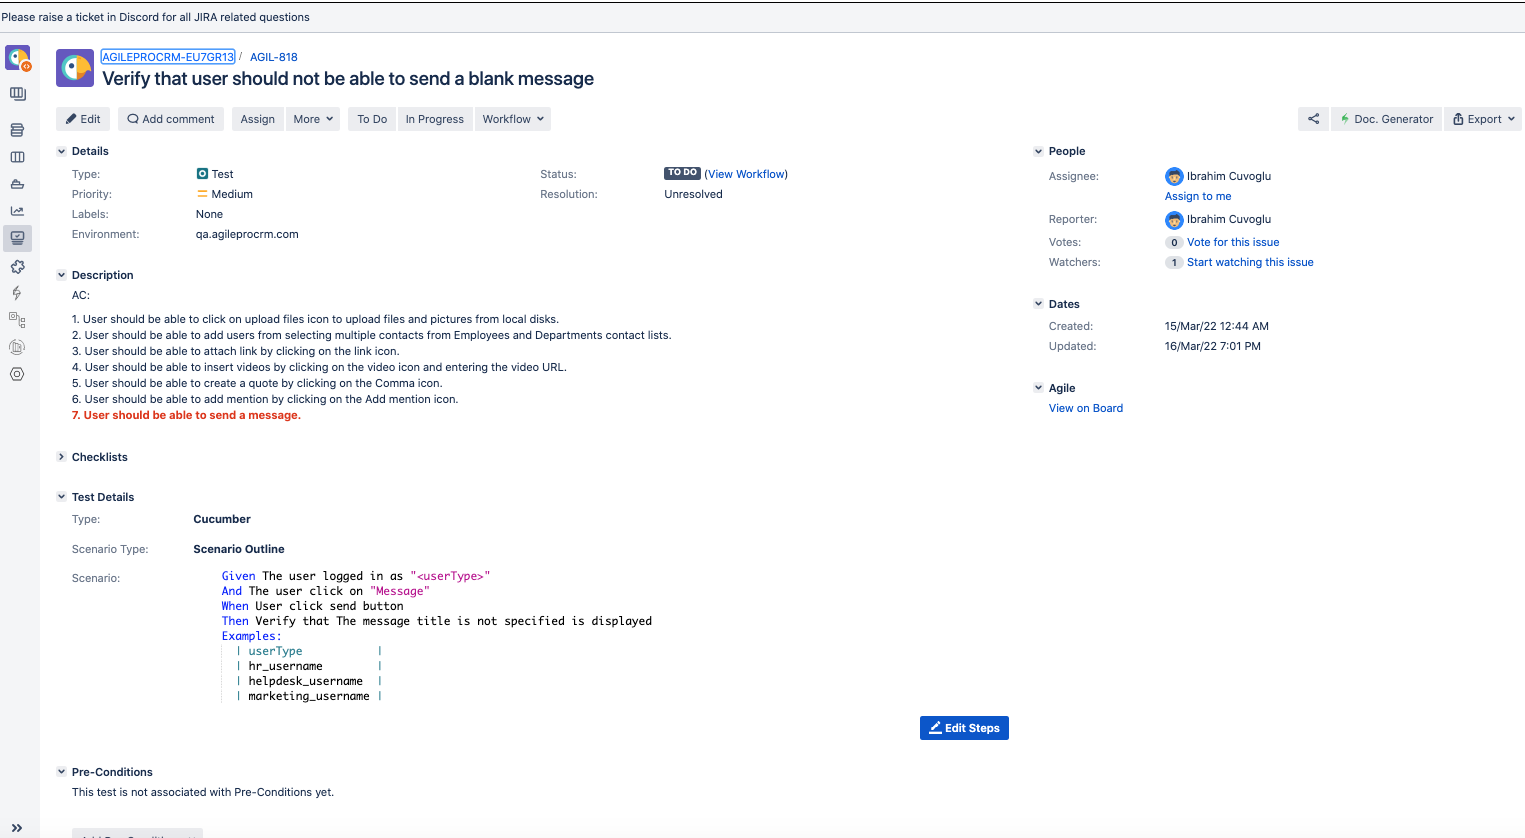 Please raise a ticket in Discord for all JIRA related questions
AGILEPROCRM-EU7GR13 / AGIL-818
Verify that user should not be able to send a blank message
Edit Add comment Assign More To Do In Progress Workflow Doc. Generator Export
Details
Type: Test
Priority: Medium
Labels: None
Environment: qa.agileprocrm.com
Status: TO DO (View Workflow)
Resolution: Unresolved
Description
AC:
1. User should be able to click on upload files icon to upload files and pictures from local disks.
2. User should be able to add users from selecting multiple contacts from Employees and Departments contact lists.
3. User should be able to attach link by clicking on the link icon.
4. User should be able to insert videos by clicking on the video icon and entering the video URL.
5. User should be able to create a quote by clicking on the Comma icon.
6. User should be able to add mention by clicking on the Add mention icon.
7. User should be able to send a message.
Checklists
Test Details
Type: Cucumber
Scenario Type: Scenario Outline
Scenario:
Given The user logged in as "<userType>"
And The user click on "Message"
When User click send button
Then Verify that The message title is not specified is displayed
Examples:
| userType |
| hr_username |
| helpdesk_username |
| marketing_username |
Edit Steps
Pre-Conditions
This test is not associated with Pre-Conditions yet.
People
Assignee: Ibrahim Cuvoglu
Assign to me
Reporter: Ibrahim Cuvoglu
Votes: 0 Vote for this issue
Watchers: 1 Start watching this issue
Dates
Created: 15/Mar/22 12:44 AM
Updated: 16/Mar/22 7:01 PM
Agile
View on Board